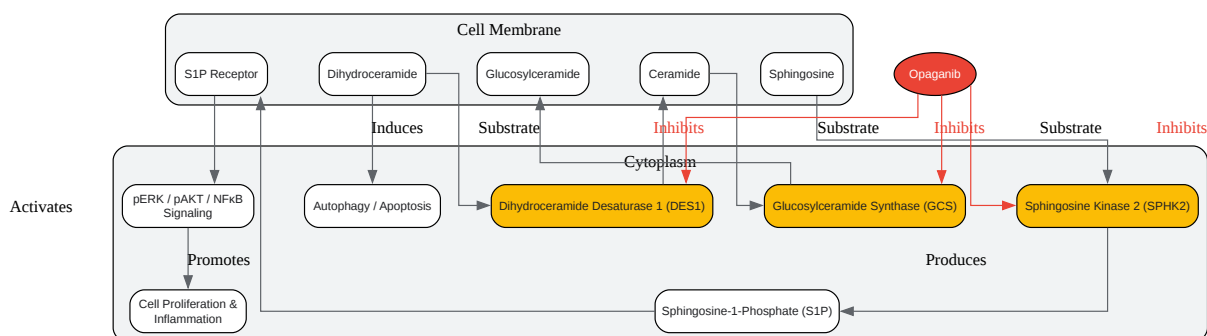 Cell Membrane
S1P Receptor
Dihydroceramide
Glucosylceramide
Ceramide
Sphingosine
Opaganib
Induces
Substrate
Inhibits
Substrate
Inhibits
Substrate
Inhibits
Cytoplasm
Activates
pERK / pAKT / NFκB
Signaling
Autophagy / Apoptosis
Dihydroceramide Desaturase 1 (DES1)
Glucosylceramide Synthase (GCS)
Sphingosine Kinase 2 (SPHK2)
Promotes
Produces
Cell Proliferation &
Inflammation
Sphingosine-1-Phosphate (S1P)